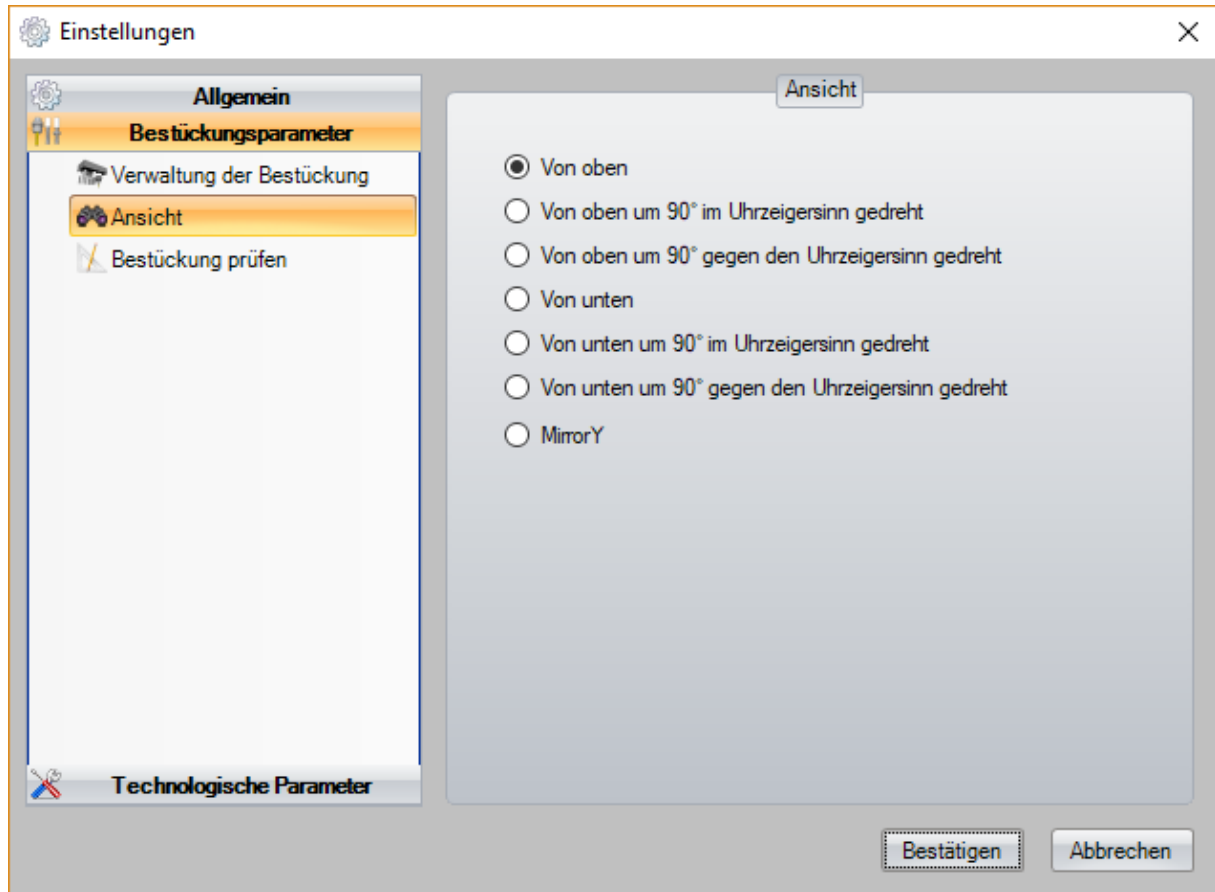 Einstellungen
Allgemein
Bestückungsparameter
Verwaltung der Bestückung
Ansicht
Bestückung prüfen
Technologische Parameter
Ansicht
Von oben
Von oben um 90° im Uhrzeigersinn gedreht
Von oben um 90° gegen den Uhrzeigersinn gedreht
Von unten
Von unten um 90° im Uhrzeigersinn gedreht
Von unten um 90° gegen den Uhrzeigersinn gedreht
MirrorY
Bestätigen
Abbrechen